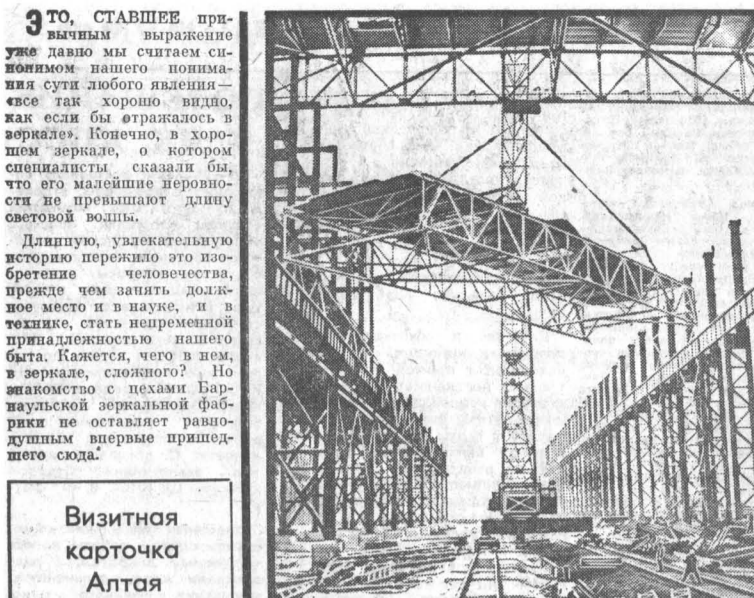 ЭТО, СТАВШЕЕ при-
вычным выражение
уже давно мы считаем си-
нонимом нашего понима-
ния сути любого явления—
«все так хорошо видно,
как если бы отражалось в
зеркале». Конечно, в хоро-
шем зеркале, о котором
специалисты сказали бы,
что его малейшие неровно-
сти не превышают длину
световой волны.
Длинную, увлекательную
историю пережило это изо-
бретение человечества,
прежде чем занять долж-
ное место и в науке, и в
технике, стать непременной
принадлежностью нашего
быта. Кажется, чего в нем,
в зеркале, сложного? Но
знакомство с цехами Бар-
наульской зеркальной фаб-
рики не оставляет равно-
душным впервые пришед-
шего сюда.
Визитная
карточка
Алтая